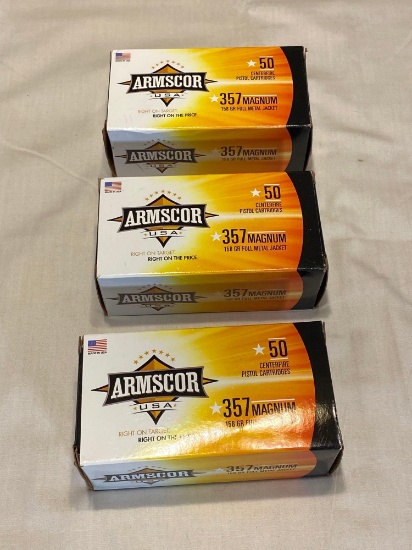 ARMSCOR
USA
RIGHT ON TARGET
RIGHT ON THE PRICE.
50
CENTERFIRE
PISTOL CARTRIDGES
357 MAGNUM
158 GR FULL METAL JACKET
ARMSCOR
357 MAGNUM
ARMSCOR
USA
RIGHT ON TARGET
RIGHT ON THE PRICE.
50
CENTERFIRE
PISTOL CARTRIDGES
357 MAGNUM
158 GR FULL METAL JACKET
ARMSCOR
357 MAGNUM
ARMSCOR
USA
RIGHT ON TARGET
RIGHT ON THE
50
CENTERFIRE
PISTOL CARTRIDGES
357 MAGNUM
158 GR FULL
ARMSCOR
357 MAGNUM